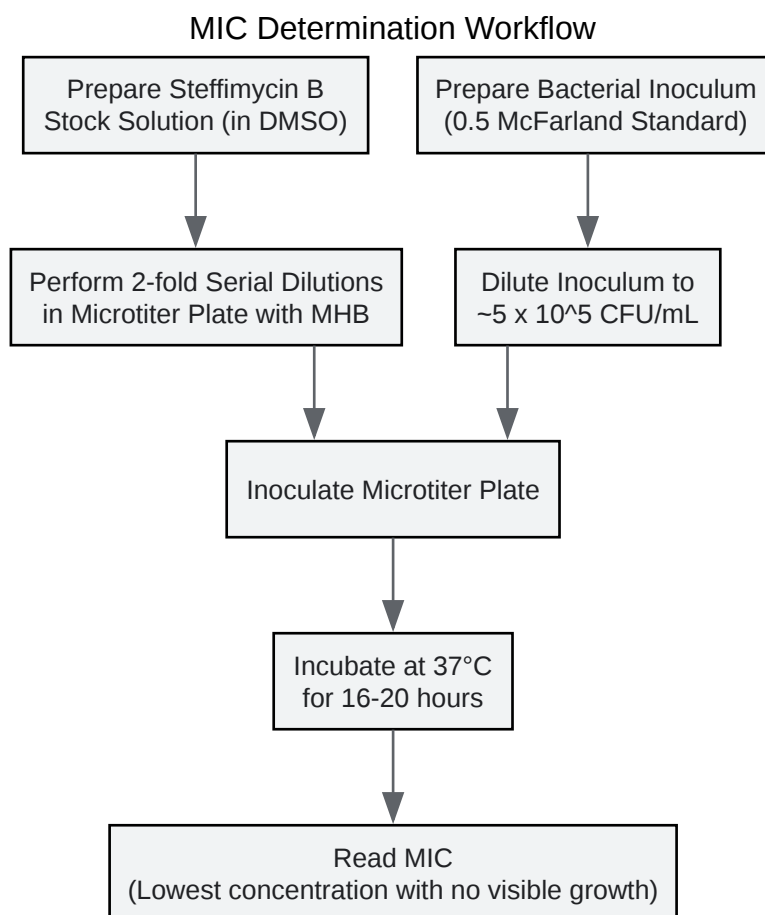 MIC Determination Workflow
Prepare Steffimycin B
Stock Solution (in DMSO)
Prepare Bacterial Inoculum
(0.5 McFarland Standard)
Perform 2-fold Serial Dilutions
in Microtiter Plate with MHB
Dilute Inoculum to
~5 x 10^5 CFU/mL
Inoculate Microtiter Plate
Incubate at 37°C
for 16-20 hours
Read MIC
(Lowest concentration with no visible growth)